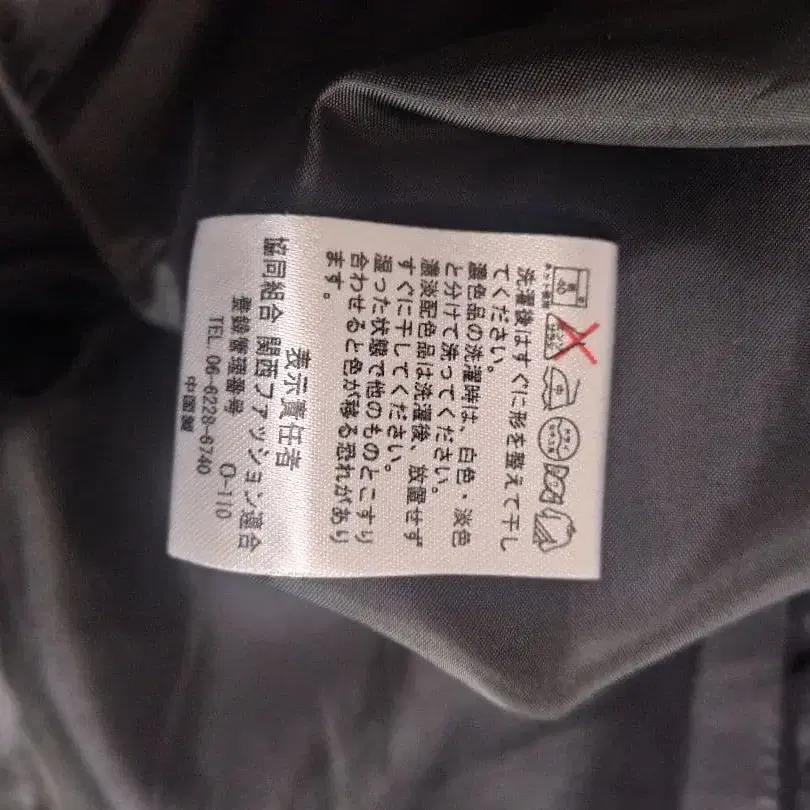 洗濯後はすぐに形を整えて干し
てください。
濃色品の洗濯時は、白色・淡色
と分けて洗ってください。
濃淡配色品は洗濯後、放置せず
すぐに干してください。
湿った状態で他のものとこすり
合わせると色が移る恐れがあり
ます。
表示責任者
協同組合 関西ファッション連合
登録管理番号 O-110
TEL 06-6228-6740
中国製